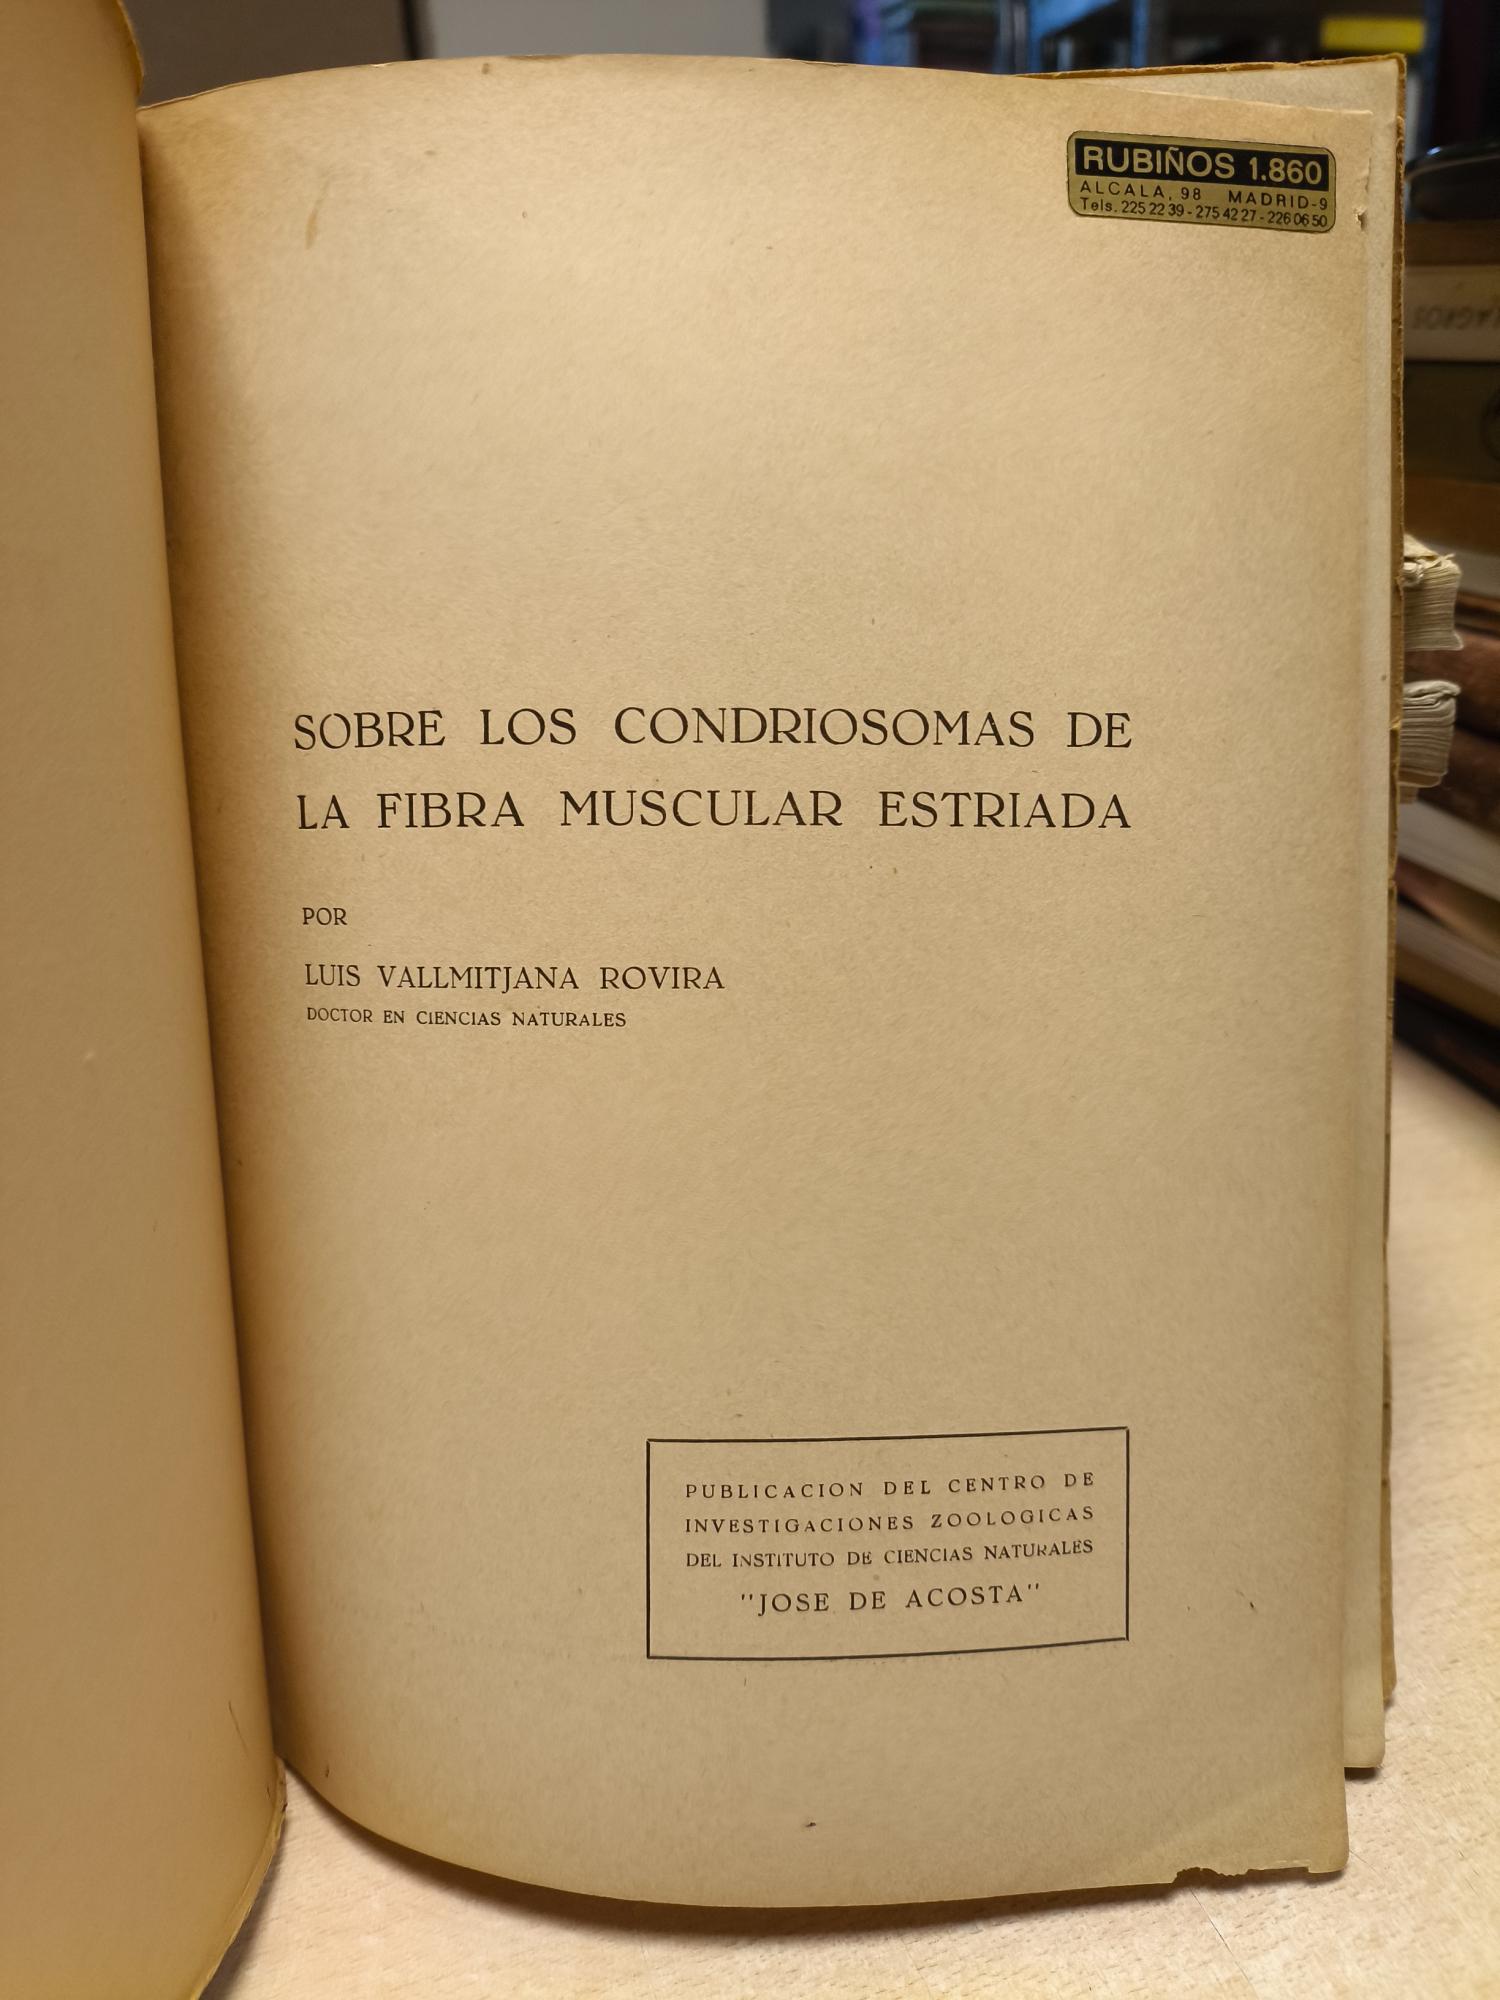 RUBIÑOS 1.860
ALCALA, 98 MADRID-9
Tels. 225 22 39 - 275 42 27 - 226 06 50
SOBRE LOS CONDRIOSOMAS DE
LA FIBRA MUSCULAR ESTRIADA
POR
LUIS VALLMITJANA ROVIRA
DOCTOR EN CIENCIAS NATURALES
PUBLICACION DEL CENTRO DE
INVESTIGACIONES ZOOLOGICAS
DEL INSTITUTO DE CIENCIAS NATURALES
"JOSE DE ACOSTA"